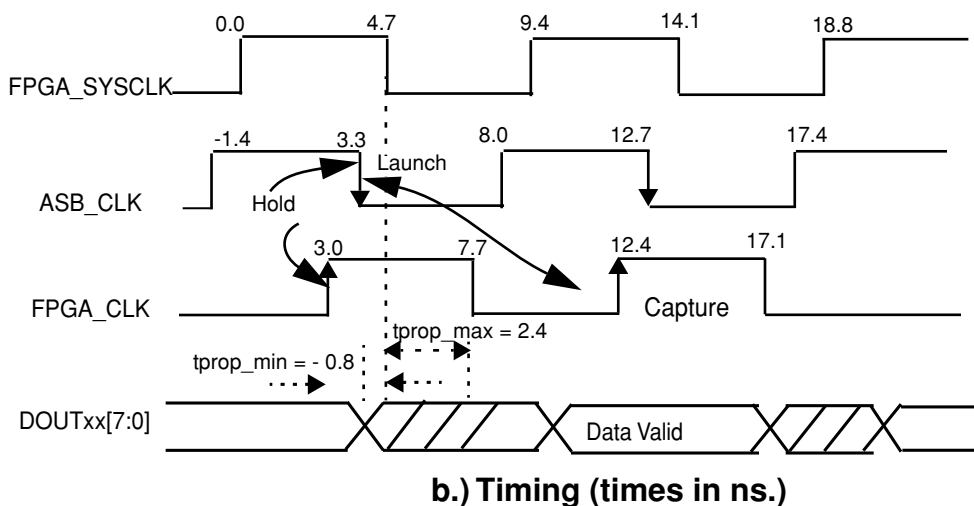 0.0 4.7 9.4 14.1 18.8
FPGA_SYSCLK
-1.4 3.3 8.0 12.7 17.4
Launch
ASB_CLK
Hold
3.0 7.7 12.4 17.1
FPGA_CLK
Capture
tprop_max = 2.4
tprop_min = - 0.8
DOUTxx[7:0]
Data Valid
b.) Timing (times in ns.)